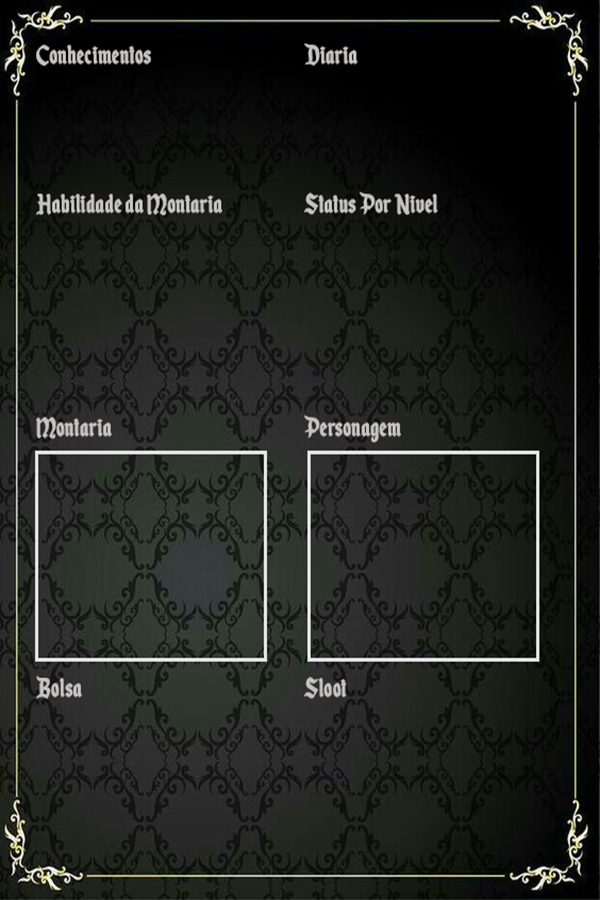 Conhecimentos
Diaria
Habilidade da Montaria
Status Por Nivel
Montaria
Personagem
Bolsa
Sloot